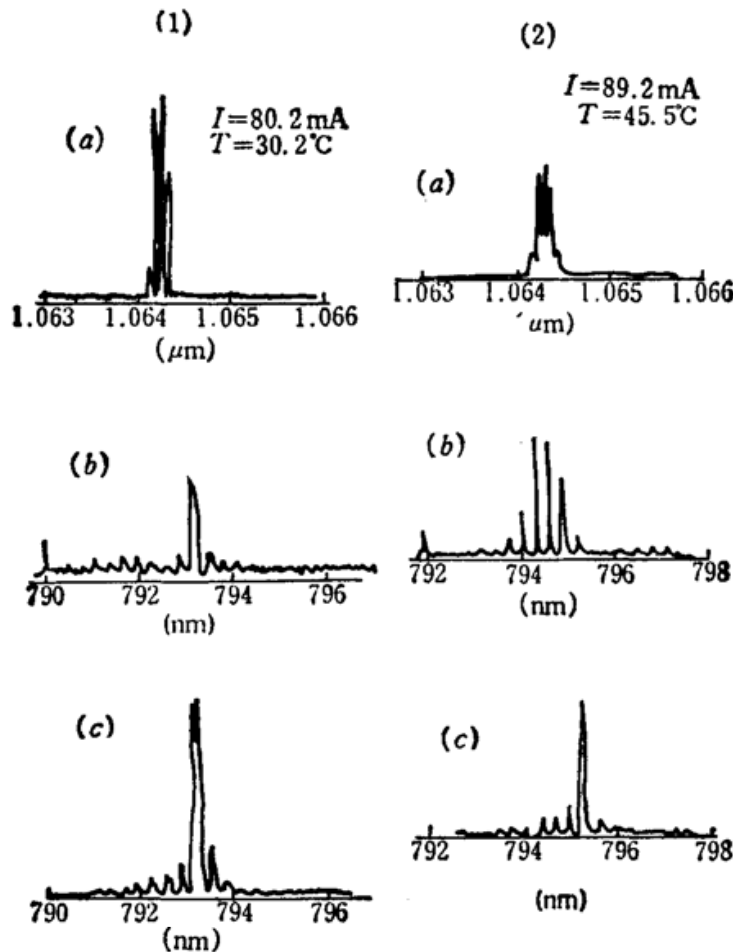 (1)
(2)
I=80.2mA
T=30.2℃
(a)
I=89.2mA
T=45.5℃
(a)
1.063 1.064 1.065 1.066
(μm)
1.063 1.064 1.065 1.066
um)
(b)
790 792 794 796
(nm)
(b)
792 794 796 798
(nm)
(c)
790 792 794 796
(nm)
(c)
792 794 796 798
(nm)